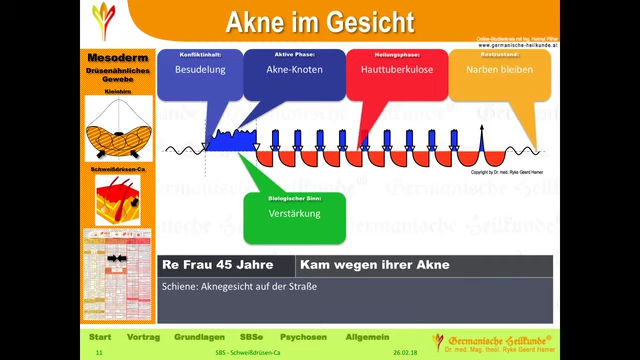 Akne im Gesicht
Online-Studienkreis mit Ing. Helmut Pilhar
www.germanische-heilkunde.at
Mesoderm
Drüsenähnliches
Gewebe
Kleinhirn
Schweißdrüsen-Ca
Konfliktinhalt:
Besudelung
Aktive Phase:
Akne-Knoten
Heilungsphase:
Hauttuberkulose
Restzustand:
Narben bleiben
Copyright by Dr. med. Ryke Geerd Hamer
Biologischer Sinn:
Verstärkung
Germanische Heilkunde
Re Frau 45 Jahre
Kam wegen ihrer Akne
Schiene: Aknegesicht auf der Straße
Start Vortrag Grundlagen SBSe Psychosen Allgemein
11 SBS - Schweißdrüsen-Ca 26.02.18
Germanische Heilkunde®
Dr. med. Mag. theol. Ryke Geerd Hamer